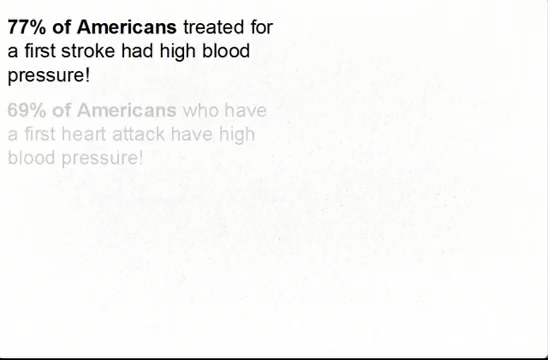 77% of Americans treated for
a first stroke had high blood
pressure!
69% of Americans who have
a first heart attack have high
blood pressure!